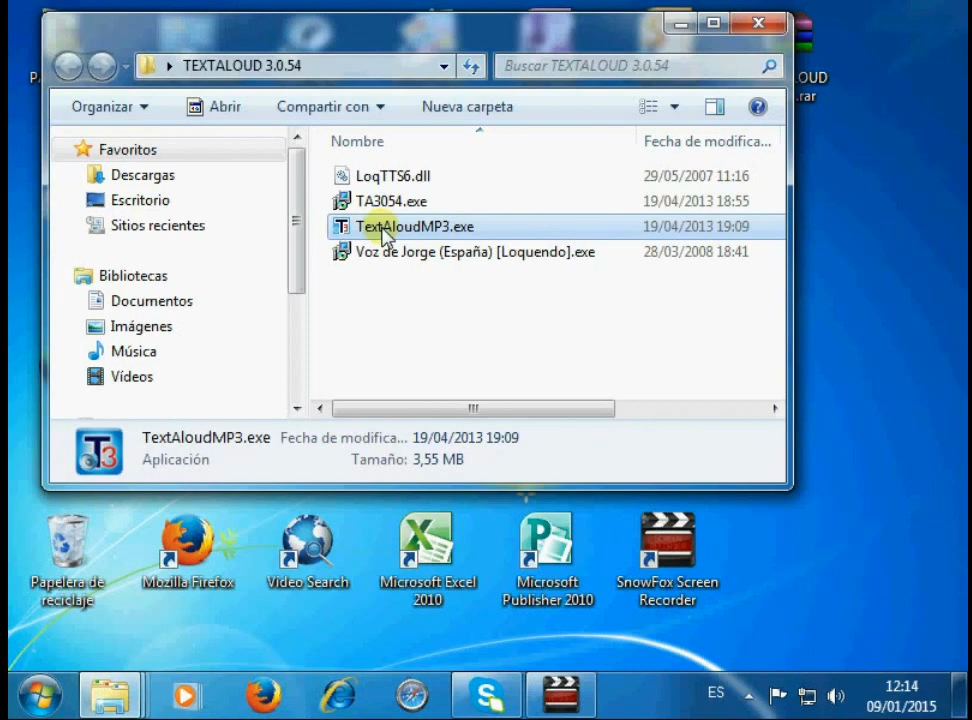 TEXTALOUD 3.0.54
Buscar TEXTALOUD 3.0.54
Organizar
Abrir
Compartir con
Nueva carpeta
Favoritos
Descargas
Escritorio
Sitios recientes
Bibliotecas
Documentos
Imágenes
Música
Vídeos
Nombre
Fecha de modifica...
LoqTTS6.dll
29/05/2007 11:16
TA3054.exe
19/04/2013 18:55
TextAloudMP3.exe
19/04/2013 19:09
Voz de Jorge (España) [Loquendo].exe
28/03/2008 18:41
TextAloudMP3.exe
Fecha de modifica... 19/04/2013 19:09
Aplicación
Tamaño: 3,55 MB
OUD
.rar
Papelera de
reciclaje
Mozilla Firefox
Video Search
Microsoft Excel
2010
Microsoft
Publisher 2010
SnowFox Screen
Recorder
ES
12:14
09/01/2015